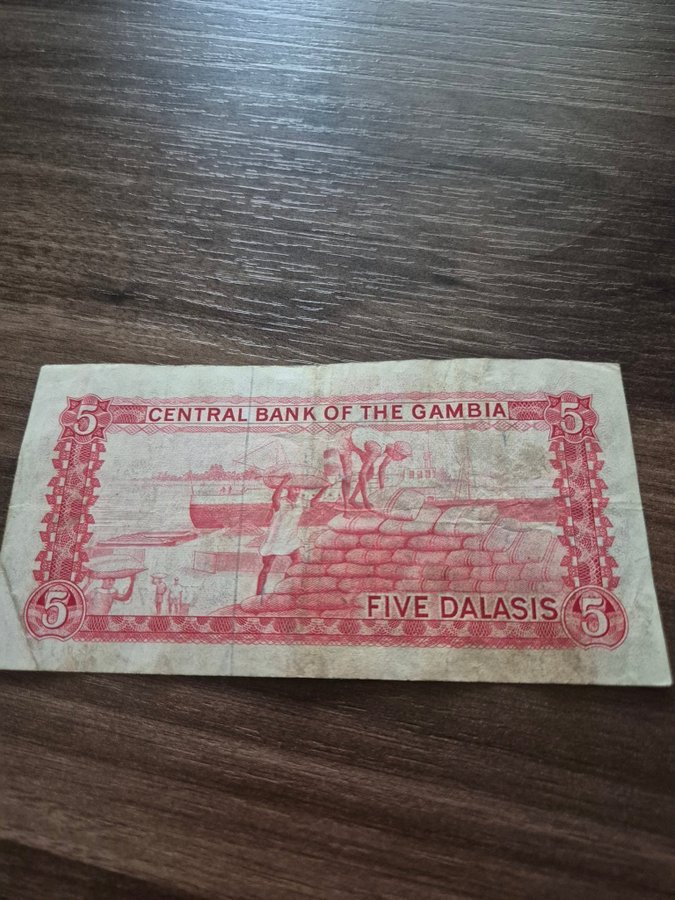 5 CENTRAL BANK OF THE GAMBIA 5
5 FIVE DALASIS 5